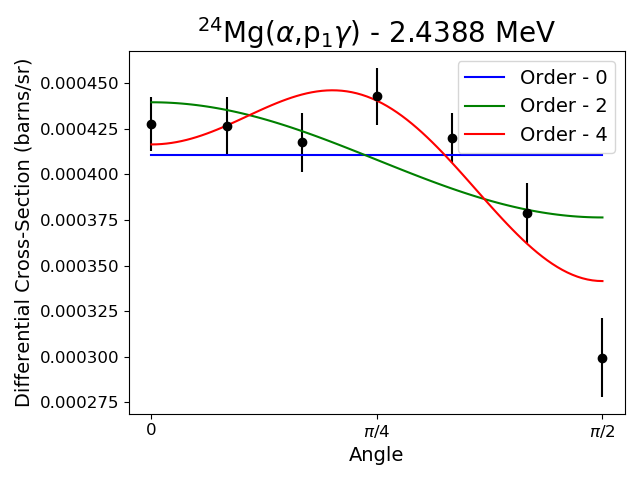 ²⁴Mg(α,p₁γ) - 2.4388 MeV
Differential Cross-Section (barns/sr)
0.000450
0.000425
0.000400
0.000375
0.000350
0.000325
0.000300
0.000275
Order - 0
Order - 2
Order - 4
0
π/4
π/2
Angle